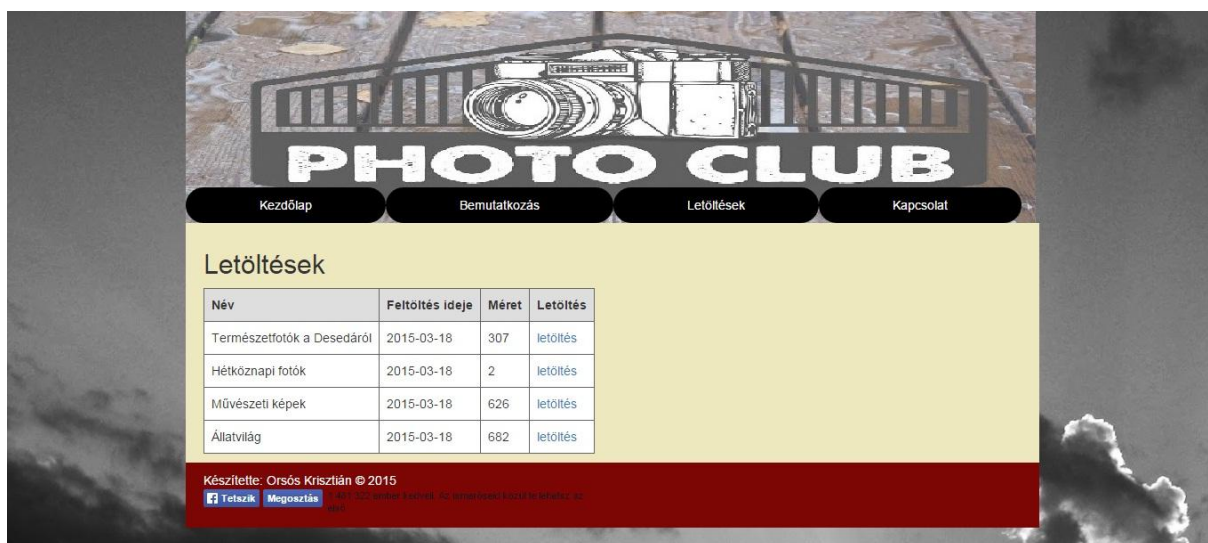 PHOTO CLUB
Kezdőlap
Bemutatkozás
Letöltések
Kapcsolat
Letöltések
Név Feltöltés ideje Méret Letöltés
Természetfotók a Desedáról 2015-03-18 307 letöltés
Hétköznapi fotók 2015-03-18 2 letöltés
Művészeti képek 2015-03-18 626 letöltés
Állatvilág 2015-03-18 682 letöltés
Készítette: Orsós Krisztián © 2015
Tetszik Megosztás